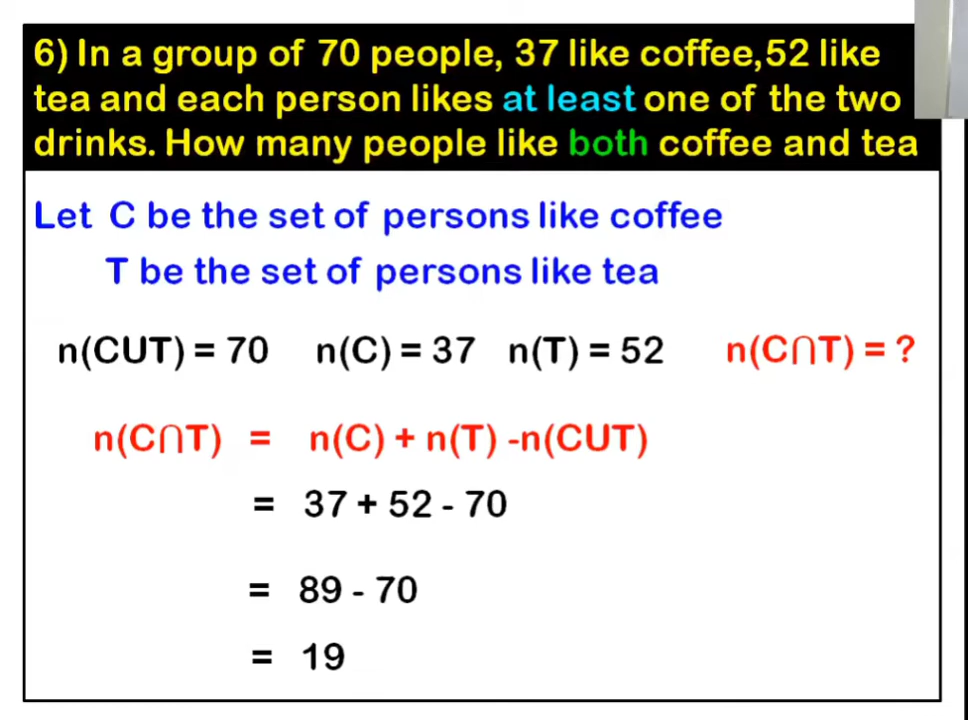 6) In a group of 70 people, 37 like coffee,52 like
tea and each person likes at least one of the two
drinks. How many people like both coffee and tea
Let C be the set of persons like coffee
T be the set of persons like tea
n(CUT) = 70 n(C) = 37 n(T) = 52 n(C∩T) = ?
n(C∩T) = n(C) + n(T) -n(CUT)
= 37 + 52 - 70
= 89 - 70
= 19